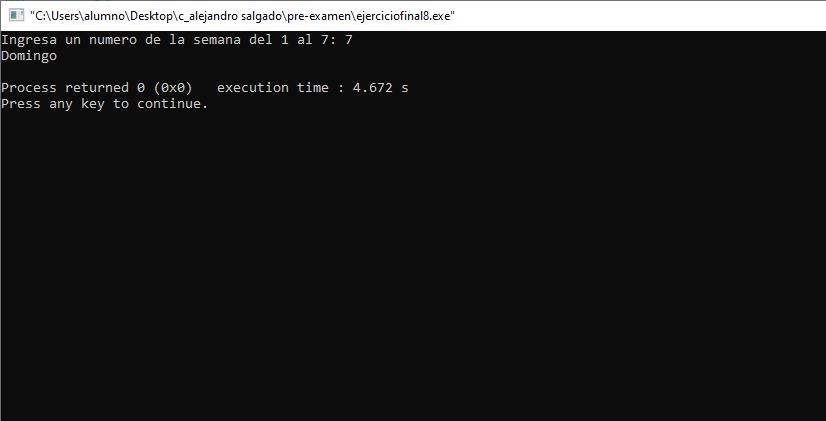 "C:\Users\alumno\Desktop\c_alejandro salgado\pre-examen\ejerciciofinal8.exe"
Ingresa un numero de la semana del 1 al 7: 7
Domingo
Process returned 0 (0x0)   execution time : 4.672 s
Press any key to continue.